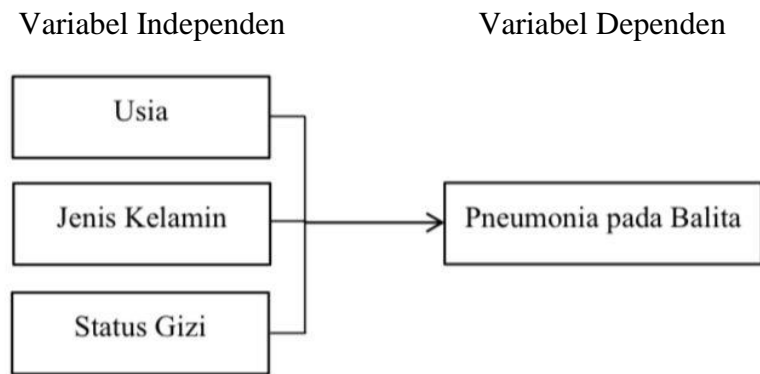 Variabel Independen
Variabel Dependen
Usia
Jenis Kelamin
Pneumonia pada Balita
Status Gizi